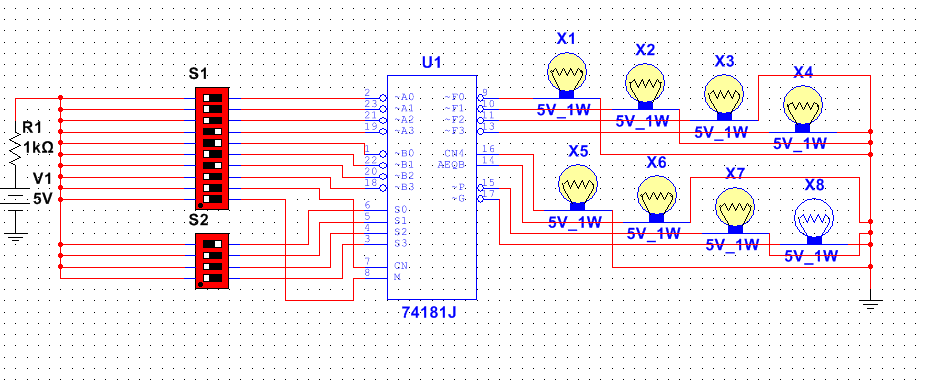 S1
R1
1kΩ
V1
5V
S2
U1
2 ~A0
23 ~A1
21 ~A2
19 ~A3
1 ~B0
22 ~B1
20 ~B2
18 ~B3
6 S0
5 S1
4 S2
3 S3
7 CN
8 M
~F0 9
~F1 10
~F2 11
~F3 13
CN4 16
AEQB 14
~P 15
~G 17
74181J
X1
5V_1W
X2
5V_1W
X3
5V_1W
X4
5V_1W
X5
5V_1W
X6
5V_1W
X7
5V_1W
X8
5V_1W